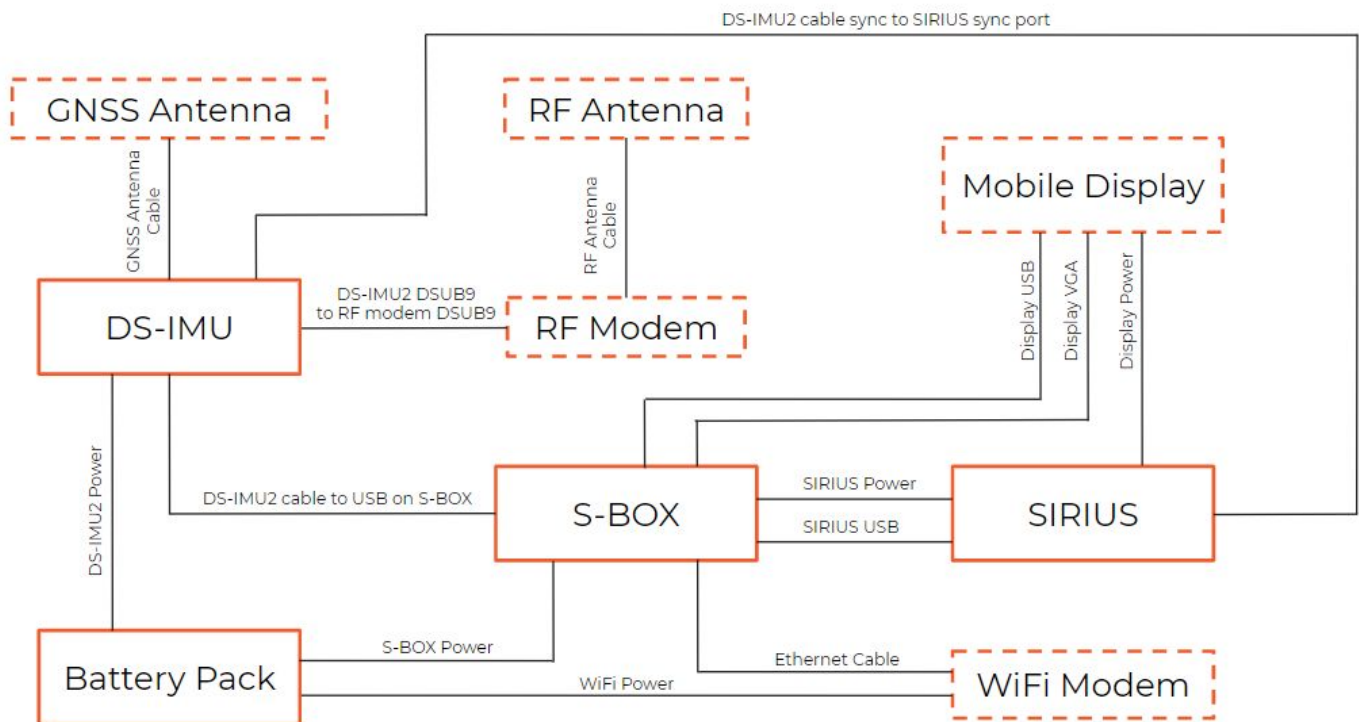 DS-IMU2 cable sync to SIRIUS sync port
GNSS Antenna
RF Antenna
Mobile Display
GNSS Antenna
Cable
RF Antenna
Cable
Display USB
Display VGA
Display Power
DS-IMU
DS-IMU2 DSUB9
to RF modem DSUB9
RF Modem
DS-IMU2 Power
DS-IMU2 cable to USB on S-BOX
S-BOX
SIRIUS Power
SIRIUS USB
SIRIUS
Battery Pack
S-BOX Power
WiFi Power
Ethernet Cable
WiFi Modem